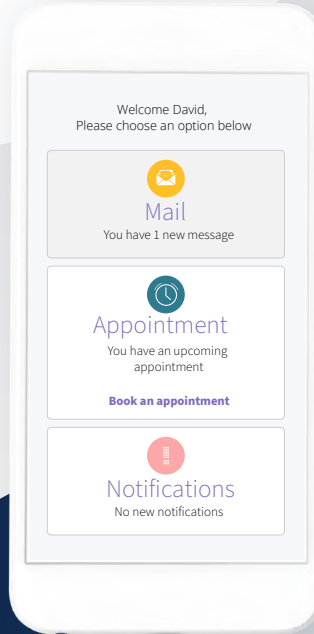 Welcome David,
Please choose an option below
Mail
You have 1 new message
Appointment
You have an upcoming
appointment
Book an appointment
Notifications
No new notifications